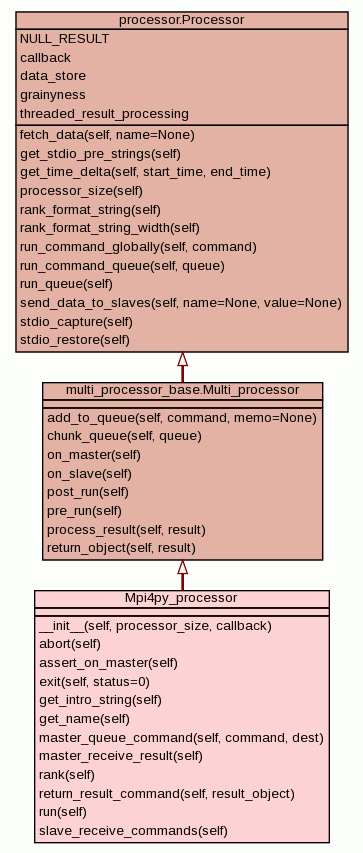 processor.Processor
NULL_RESULT
callback
data_store
grainyness
threaded_result_processing
fetch_data(self, name=None)
get_stdio_pre_strings(self)
get_time_delta(self, start_time, end_time)
processor_size(self)
rank_format_string(self)
rank_format_string_width(self)
run_command_globally(self, command)
run_command_queue(self, queue)
run_queue(self)
send_data_to_slaves(self, name=None, value=None)
stdio_capture(self)
stdio_restore(self)
multi_processor_base.Multi_processor
add_to_queue(self, command, memo=None)
chunk_queue(self, queue)
on_master(self)
on_slave(self)
post_run(self)
pre_run(self)
process_result(self, result)
return_object(self, result)
Mpi4py_processor
__init__(self, processor_size, callback)
abort(self)
assert_on_master(self)
exit(self, status=0)
get_intro_string(self)
get_name(self)
master_queue_command(self, command, dest)
master_receive_result(self)
rank(self)
return_result_command(self, result_object)
run(self)
slave_receive_commands(self)